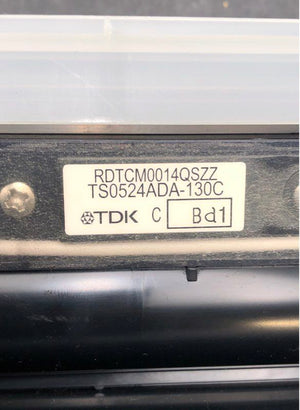 RDTCM0014QSZZ
TS0524ADA-130C
TDK C Bd1